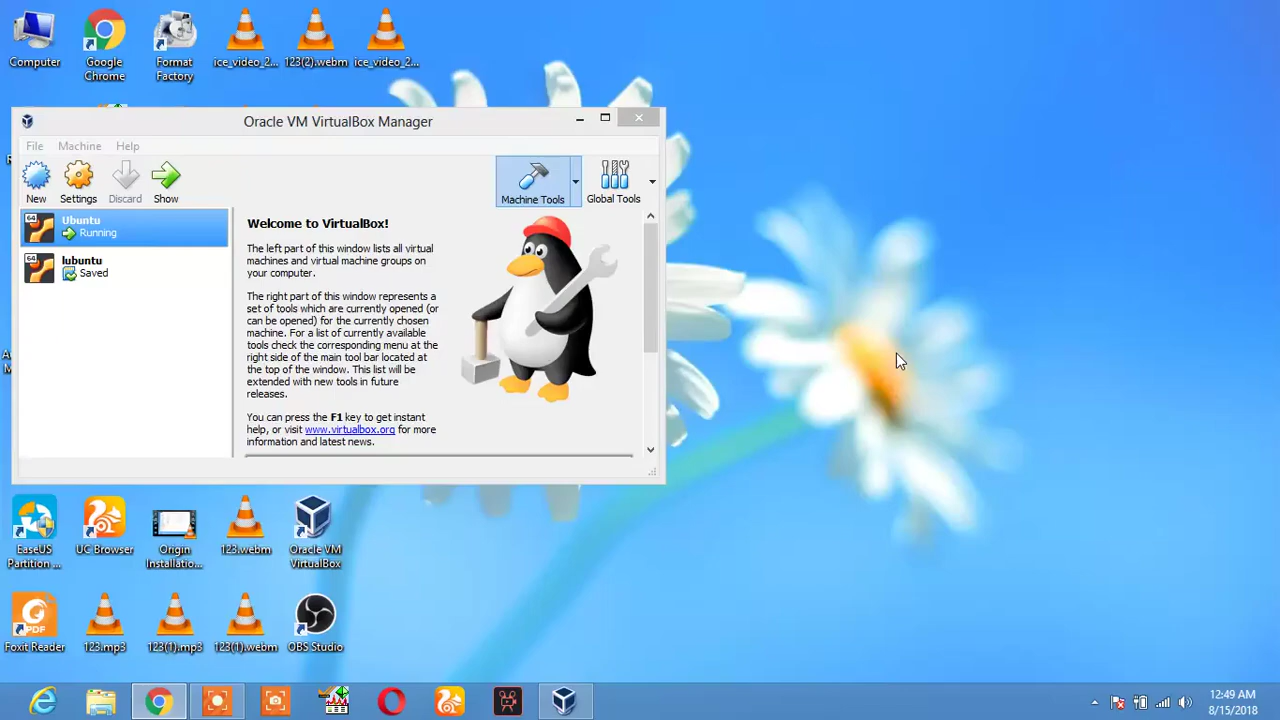 Computer
Google
Chrome
Format
Factory
ice_video_2...
123(2).webm
ice_video_2...
Oracle VM VirtualBox Manager
File
Machine
Help
New
Settings
Discard
Show
Machine Tools
Global Tools
64
Ubuntu
Running
64
lubuntu
Saved
Welcome to VirtualBox!
The left part of this window lists all virtual
machines and virtual machine groups on
your computer.
The right part of this window represents a
set of tools which are currently opened (or
can be opened) for the currently chosen
machine. For a list of currently available
tools check the corresponding menu at the
right side of the main tool bar located at
the top of the window. This list will be
extended with new tools in future
releases.
You can press the F1 key to get instant
help, or visit www.virtualbox.org for more
information and latest news.
EaseUS
Partition ...
UC Browser
Origin
Installatio...
123.webm
Oracle VM
VirtualBox
PDF
Foxit Reader
123.mp3
123(1).mp3
123(1).webm
OBS Studio
12:49 AM
8/15/2018